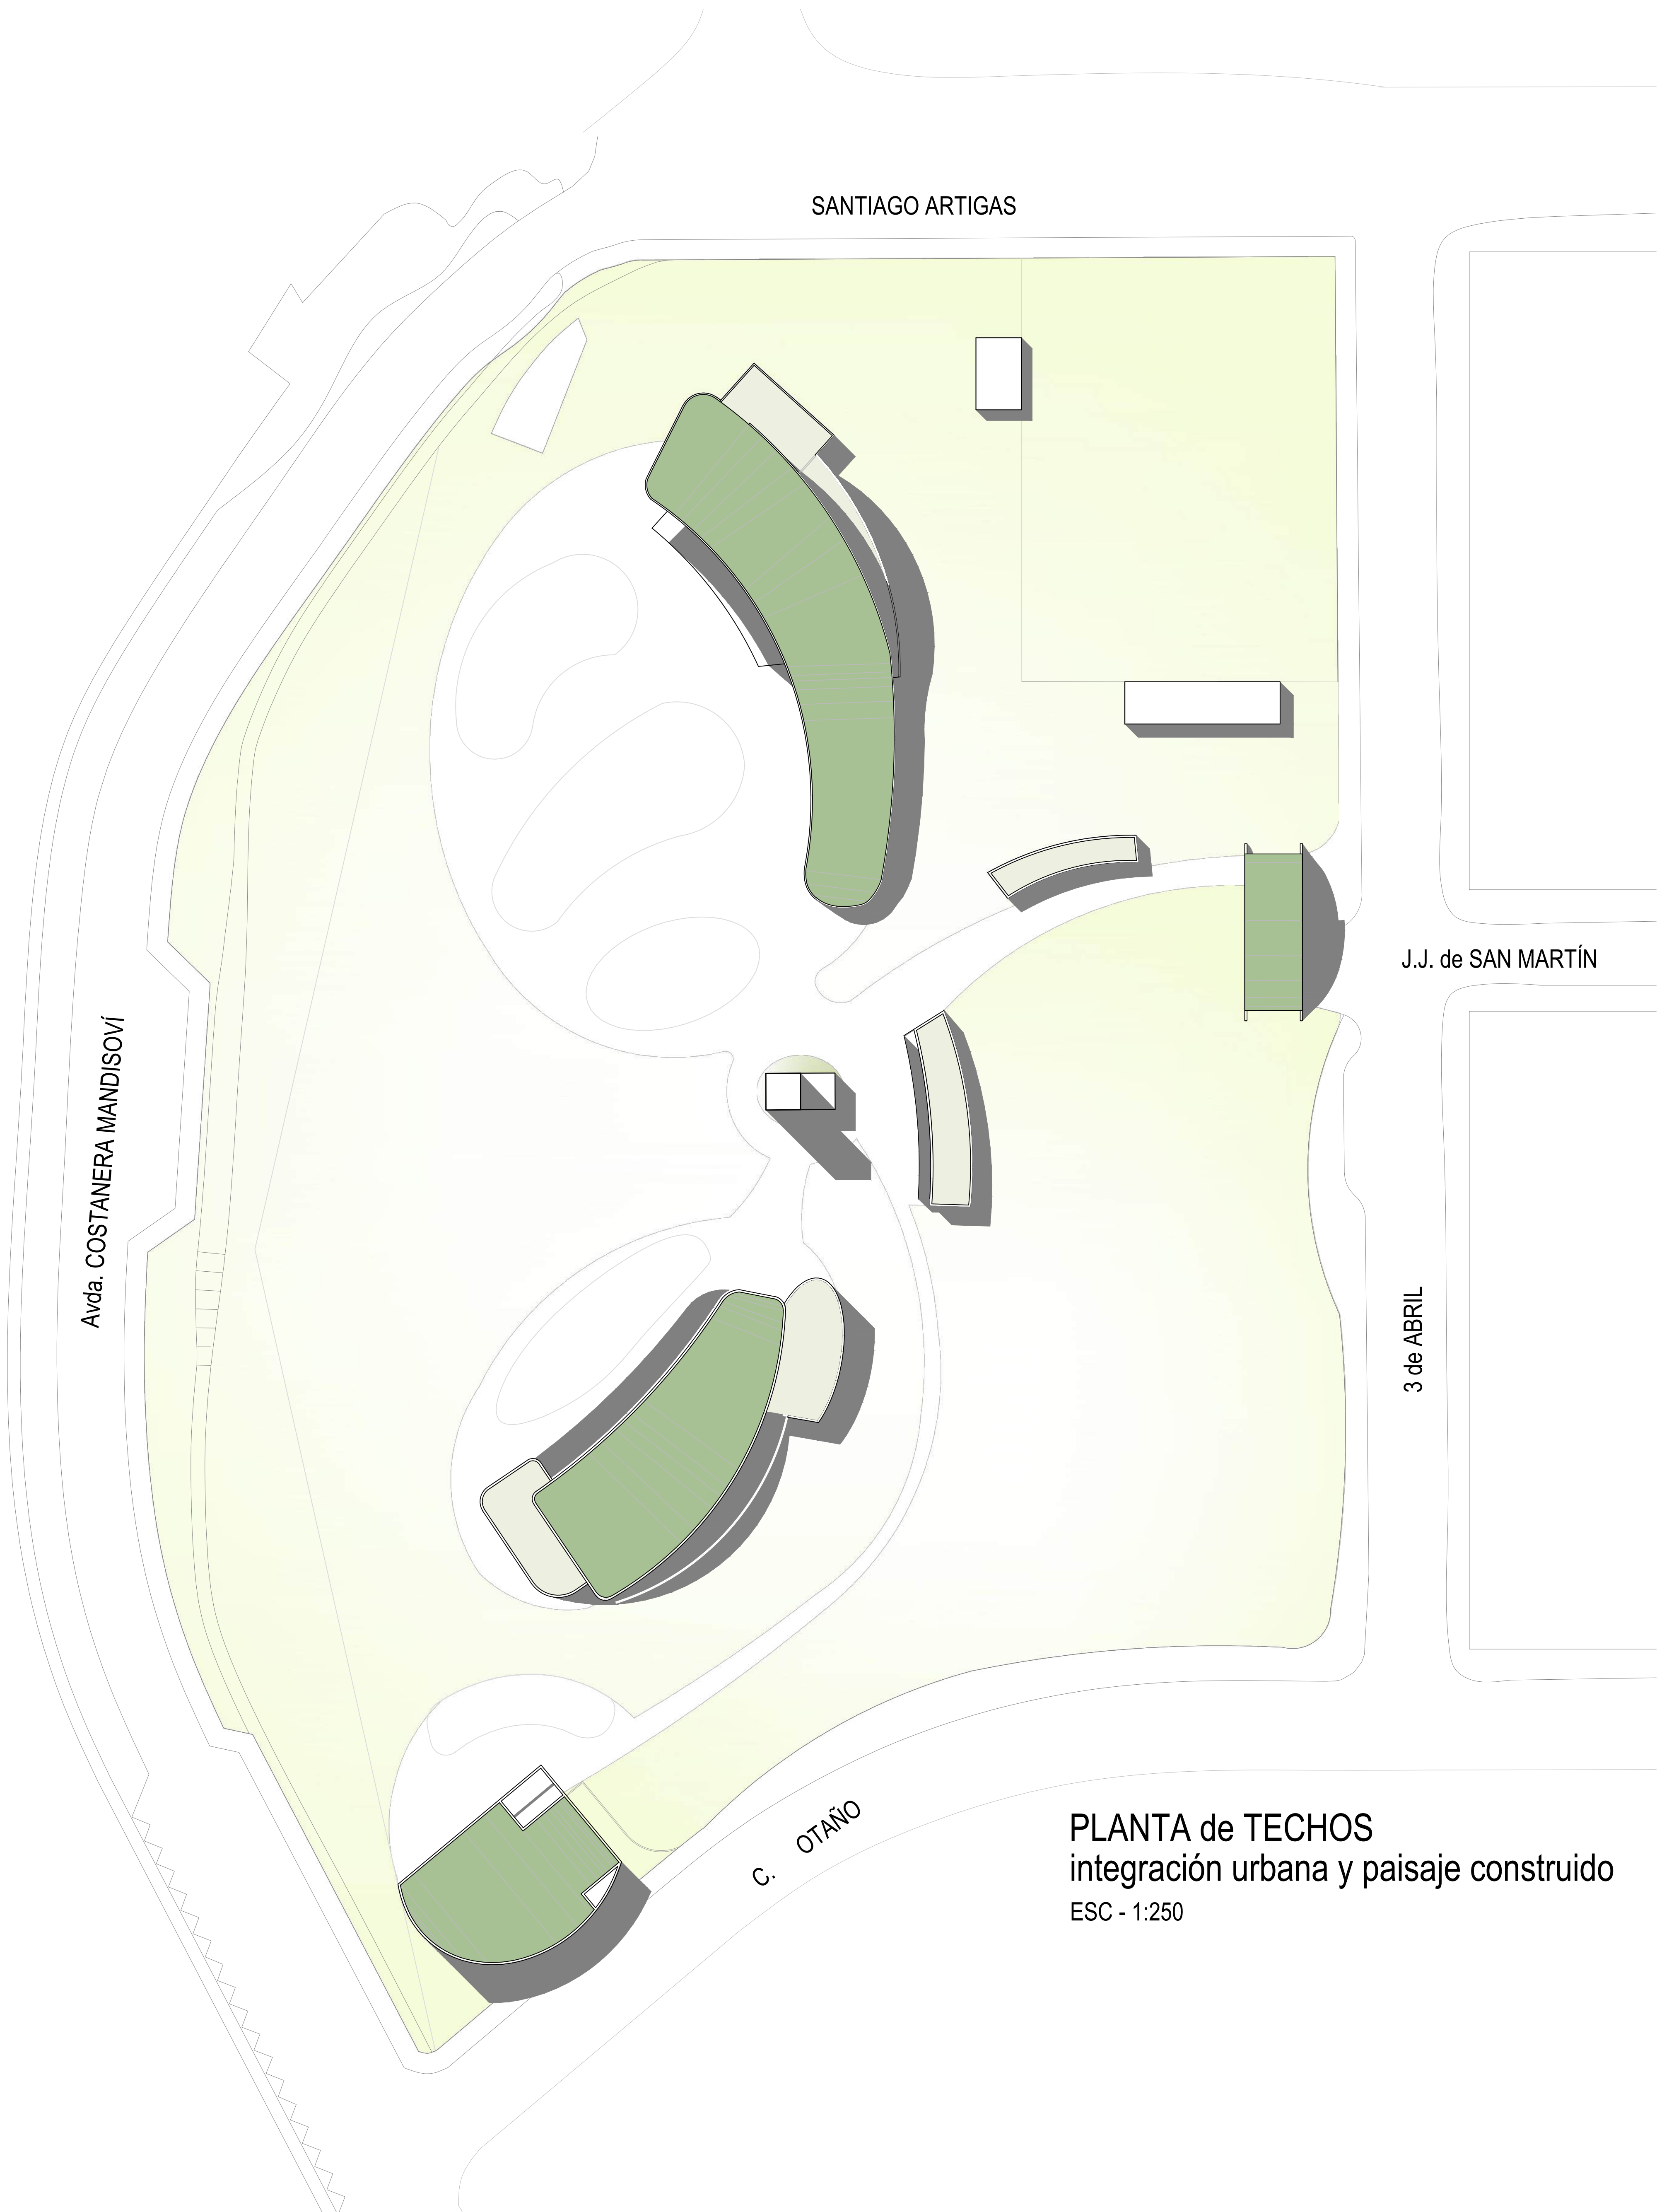 SANTIAGO ARTIGAS
J.J. de SAN MARTÍN
Avda. COSTANERA MANDISOVÍ
3 de ABRIL
C. OTAÑO
PLANTA de TECHOS
integración urbana y paisaje construido
ESC - 1:250